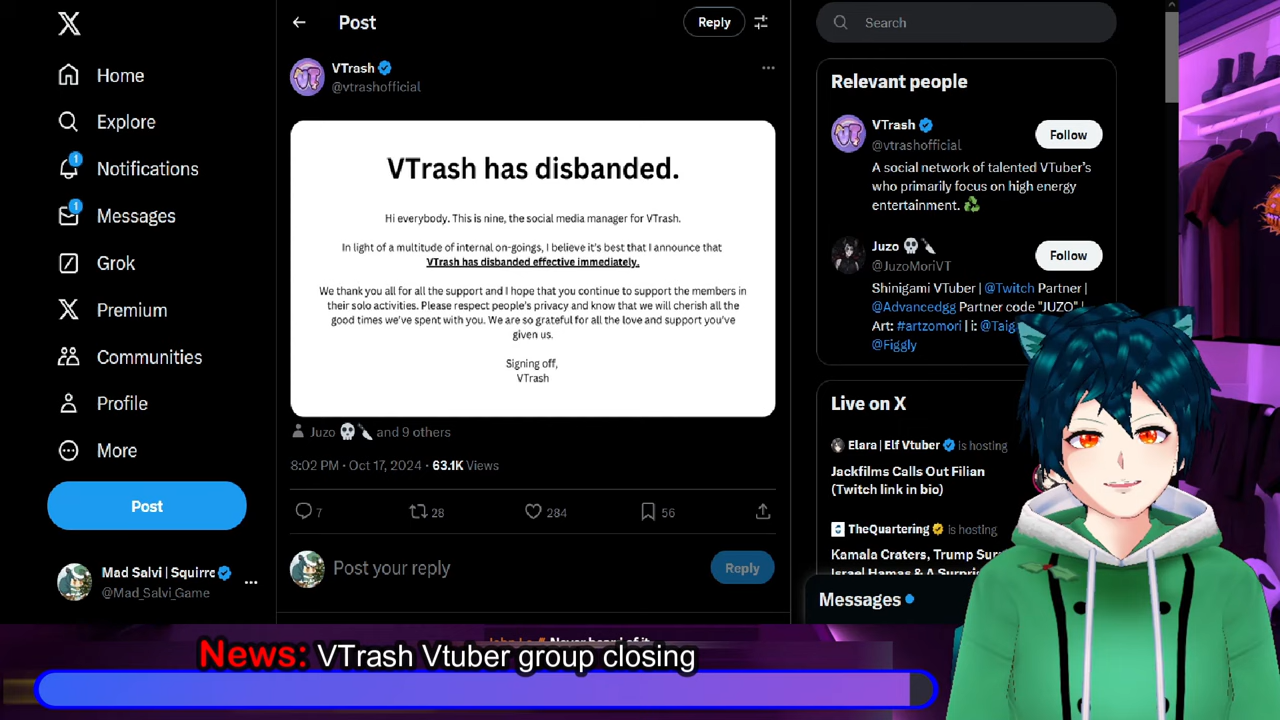 Home
Explore
1
Notifications
1
Messages
Grok
Premium
Communities
Profile
More
Post
Mad Salvi | Squirre
@Mad_Salvi_Game
Post
Reply
VTrash
@vtrashofficial
VT
VTrash has disbanded.
Hi everybody. This is nine, the social media manager for VTrash.
In light of a multitude of internal on-goings, I believe it's best that I announce that
VTrash has disbanded effective immediately.
We thank you all for all the support and I hope that you continue to support the members in
their solo activities. Please respect people's privacy and know that we will cherish all the
good times we've spent with you. We are so grateful for all the love and support you've
given us.
Signing off,
VTrash
Juzo 💀🔪 and 9 others
8:02 PM · Oct 17, 2024 · 63.1K Views
7
28
284
56
Post your reply
Reply
Search
Relevant people
VT
VTrash
@vtrashofficial
Follow
A social network of talented VTuber's
who primarily focus on high energy
entertainment. ♻️
Juzo 💀🔪
@JuzoMoriVT
Follow
Shinigami VTuber | @Twitch Partner |
@Advancedgg Partner code "JUZO" |
Art: #artzomori | i: @Taig
@Figgly
Live on X
Elara | Elf Vtuber is hosting
Jackfilms Calls Out Filian
(Twitch link in bio)
TheQuartering is hosting
Kamala Craters, Trump Sur
Israel Hamas & A Surpris
Messages
News: VTrash Vtuber group closing